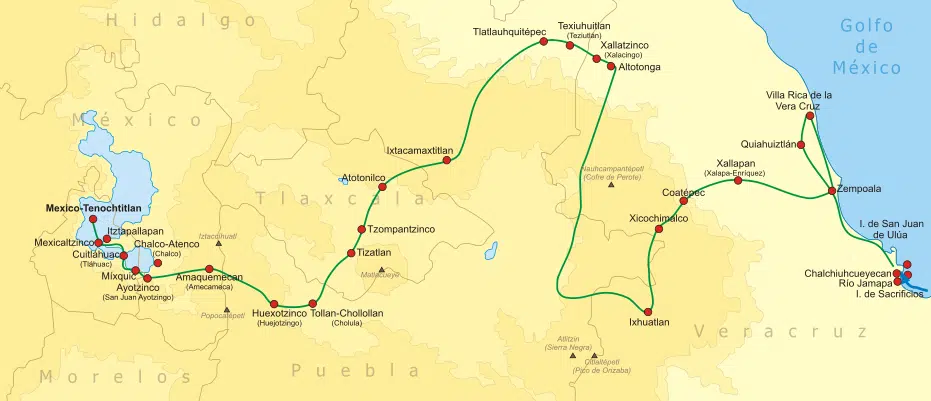 Hidalgo
Golfo
de
México
Tlatlauhquitépec
Texiuhuitlan
(Teziutlán)
Xallatzinco
(Xalacingo)
Altotonga
Villa Rica de la
Vera Cruz
México
Quiahuiztlán
Ixtacamaxtitlan
Xallapan
(Xalapa-Enríquez)
Nauhcampantépetl
(Cofre de Perote)
Atotonilco
Tlaxcala
Coatépec
Zempoala
Mexico-Tenochtitlan
Xicochimalco
I. de San Juan
de Ulúa
Itztapallapan
Tzompantzinco
Mexicaltzinco
Chalco-Atenco
(Chalco)
Iztaccíhuatl
Cuitláhuac
(Tláhuac)
Tizatlan
Mixquic
Amaquemecan
(Amecameca)
Matlalcueye
Chalchiuhcueyecan
Ayotzinco
(San Juan Ayotzingo)
Río Jamapa
I. de Sacrificios
Huexotzinco
(Huejotzingo)
Tollan-Chollollan
(Cholula)
Popocatépetl
Ixhuatlan
Veracruz
Atlitzin
(Sierra Negra)
Citlaltépetl
(Pico de Orizaba)
Morelos
Puebla